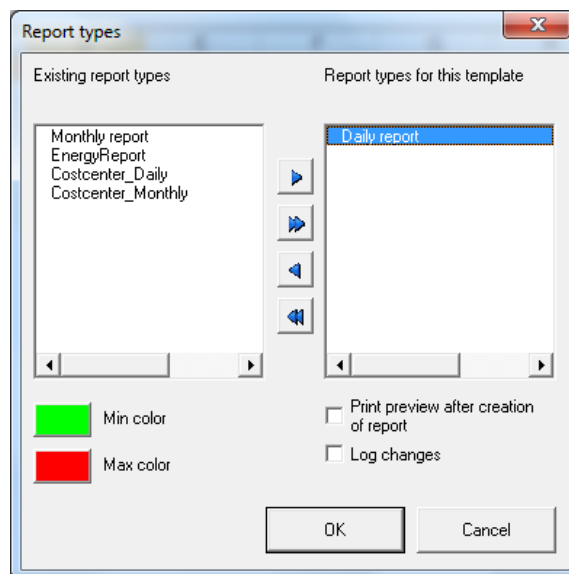 Report types
Existing report types
Report types for this template
Monthly report
EnergyReport
Costcenter_Daily
Costcenter_Monthly
Daily report
Min color
Max color
Print preview after creation
of report
Log changes
OK
Cancel